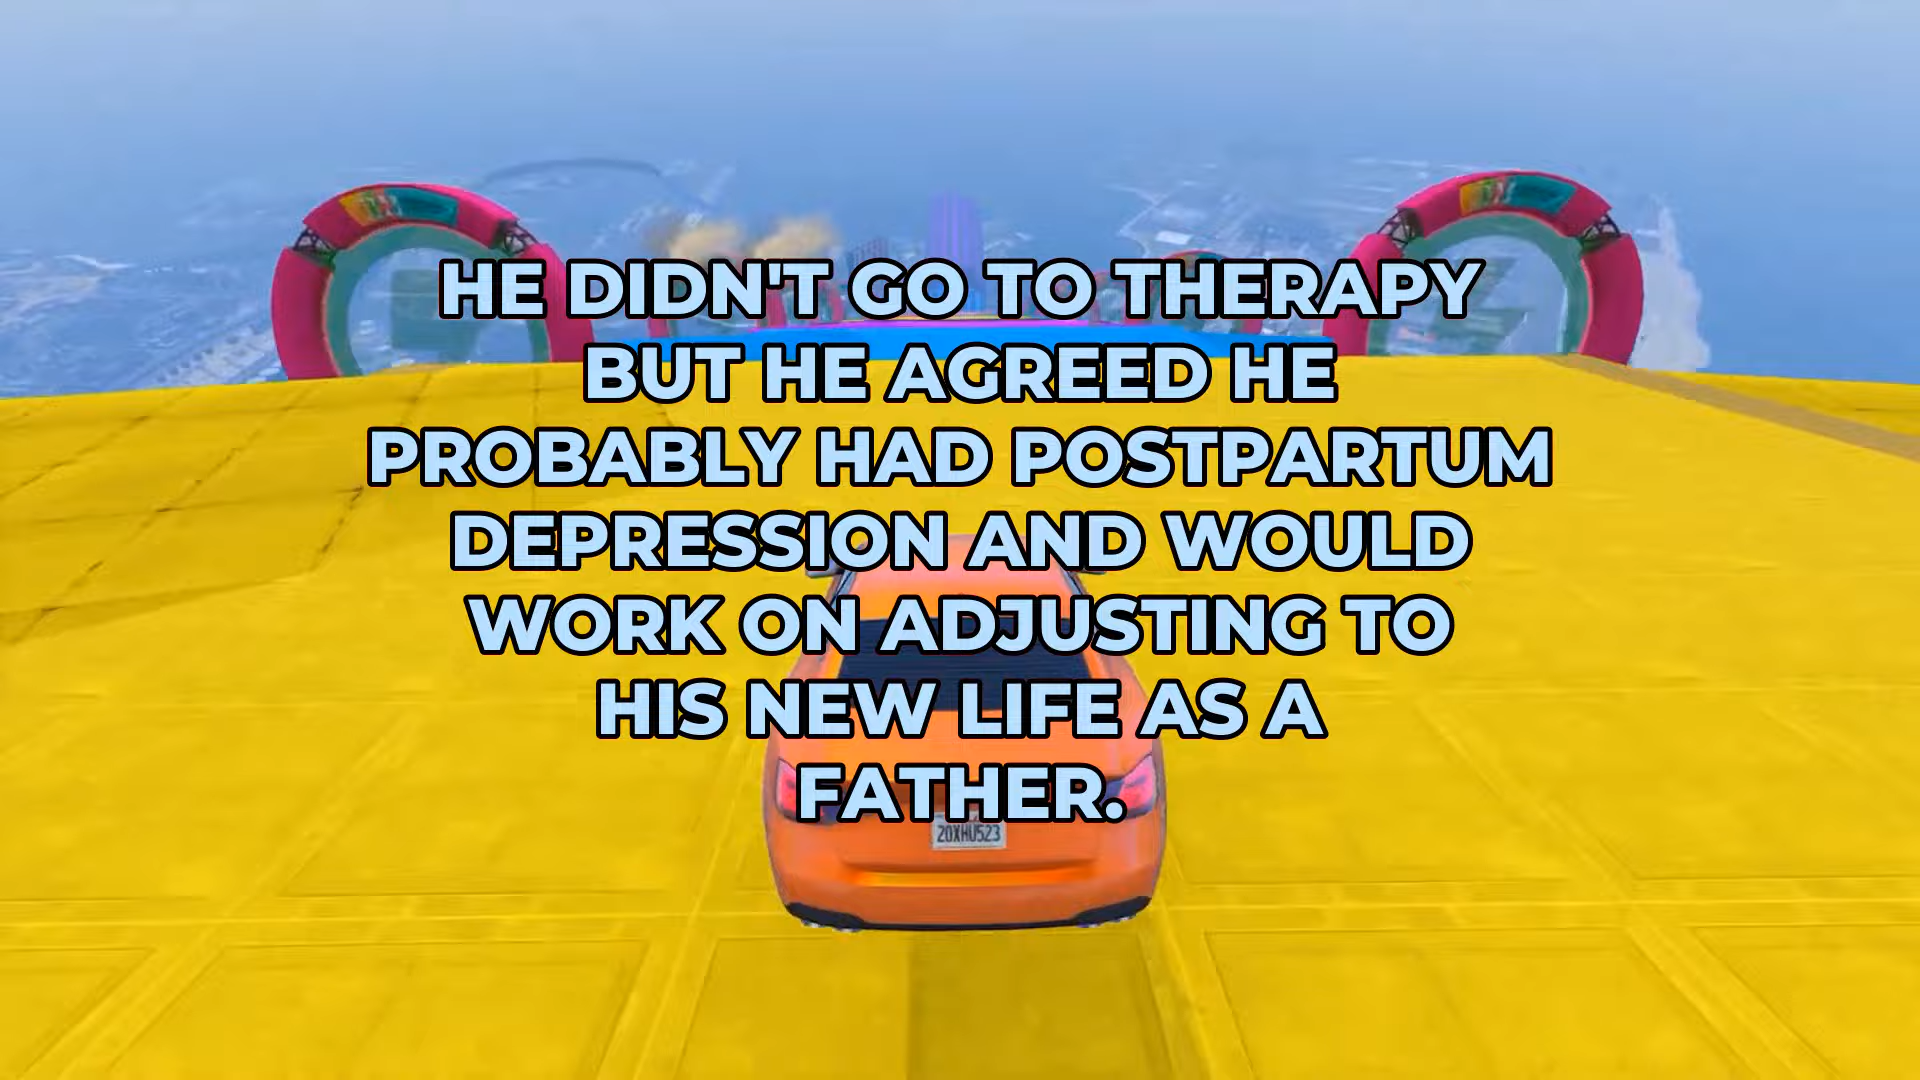 HE DIDN'T GO TO THERAPY
BUT HE AGREED HE
PROBABLY HAD POSTPARTUM
DEPRESSION AND WOULD
WORK ON ADJUSTING TO
HIS NEW LIFE AS A
FATHER.
20XHU523